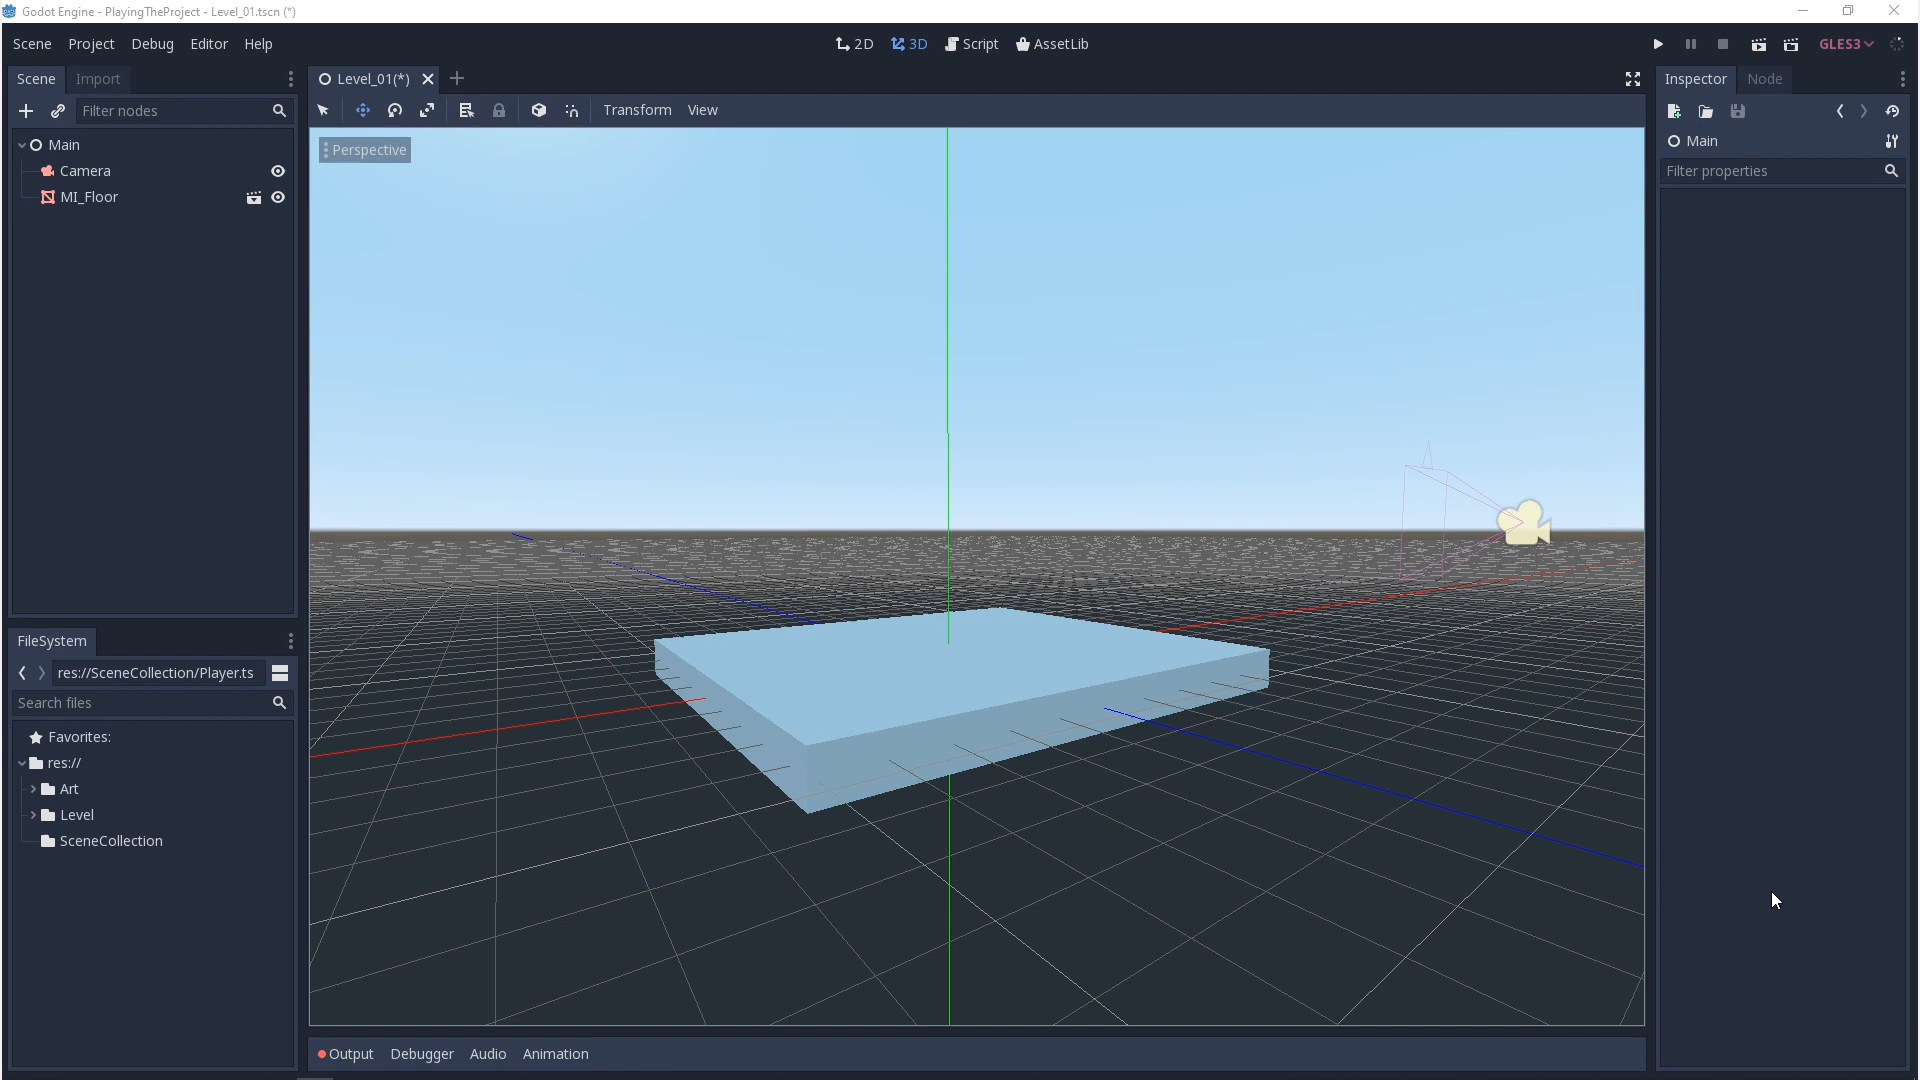 Godot Engine - PlayingTheProject - Level_01.tscn (*)
Scene Project Debug Editor Help
2D 3D Script AssetLib
GLES3
Scene Import
Level_01(*)
Inspector Node
Filter nodes
Transform View
Main
Camera
MI_Floor
Perspective
Main
Filter properties
FileSystem
res://SceneCollection/Player.ts
Search files
Favorites:
res://
Art
Level
SceneCollection
Output Debugger Audio Animation